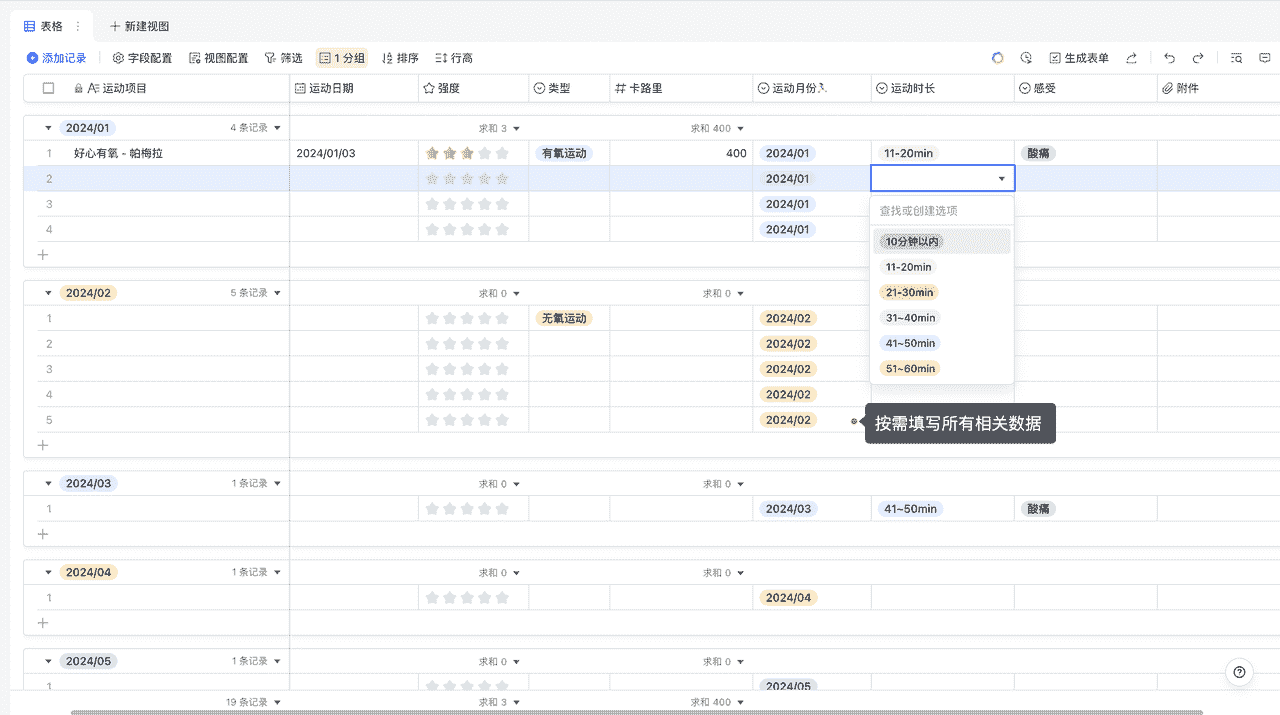 表格 新建视图
添加记录 字段配置 视图配置 筛选 1 分组 排序 行高 生成表单
运动项目 运动日期 强度 类型 卡路里 运动月份 运动时长 感受 附件
2024/01 4 条记录 求和 3 求和 400
1 好心有氧 - 帕梅拉 2024/01/03 有氧运动 400 2024/01 11-20min 酸痛
2 2024/01
3 2024/01
4 2024/01
查找或创建选项
10分钟以内
11-20min
21-30min
31~40min
41~50min
51~60min
2024/02 5 条记录 求和 0 求和 0
1 无氧运动 2024/02
2 2024/02
3 2024/02
4 2024/02
5 2024/02
按需填写所有相关数据
2024/03 1 条记录 求和 0 求和 0
1 2024/03 41~50min 酸痛
2024/04 1 条记录 求和 0 求和 0
1 2024/04
2024/05 1 条记录 求和 0 求和 0
1 2024/05
19 条记录 求和 3 求和 400